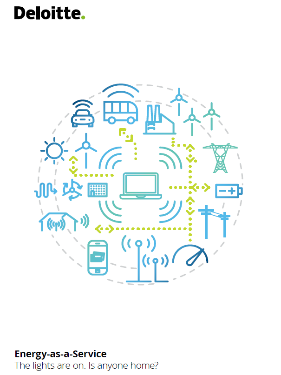 Deloitte.
Energy-as-a-Service
The lights are on. Is anyone home?